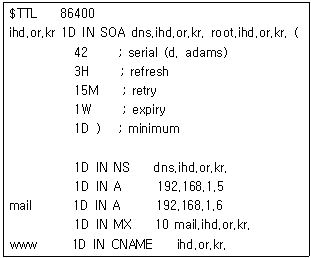 $TTL 86400
ihd.or.kr 1D IN SOA dns.ihd.or.kr. root.ihd.or.kr. (
42 ; serial (d. adams)
3H ; refresh
15M ; retry
1W ; expiry
1D ) ; minimum
1D IN NS dns.ihd.or.kr.
1D IN A 192.168.1.5
mail 1D IN A 192.168.1.6
1D IN MX 10 mail.ihd.or.kr.
www 1D IN CNAME ihd.or.kr.